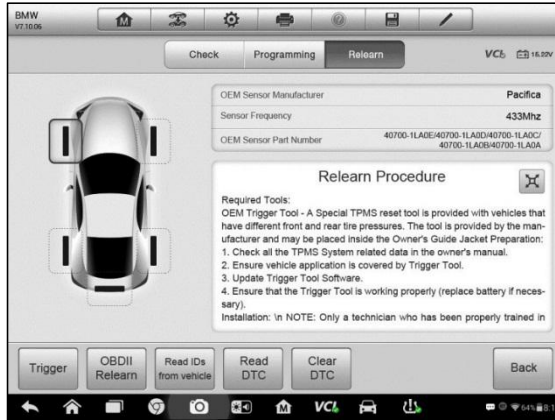 BMW
V7.10.06
Check
Programming
Relearn
VCI
OEM Sensor Manufacturer
Pacifica
Sensor Frequency
433Mhz
OEM Sensor Part Number
40700-1LA0E/40700-1LA0D/40700-1LA0C/
40700-1LA0B/40700-1LA0A
Relearn Procedure
Required Tools:
OEM Trigger Tool - A Special TPMS reset tool is provided with vehicles that
have different front and rear tire pressures. The tool is provided by the man-
ufacturer and may be placed inside the Owner's Guide Jacket Preparation:
1. Check all the TPMS System related data in the owner's manual.
2. Ensure vehicle application is covered by Trigger Tool.
3. Update Trigger Tool Software.
4. Ensure that the Trigger Tool is working properly (replace battery if neces-
sary).
Installation: \n NOTE: Only a technician who has been properly trained in
Trigger
OBDII
Relearn
Read IDs
from vehicle
Read
DTC
Clear
DTC
Back
VCI
64%